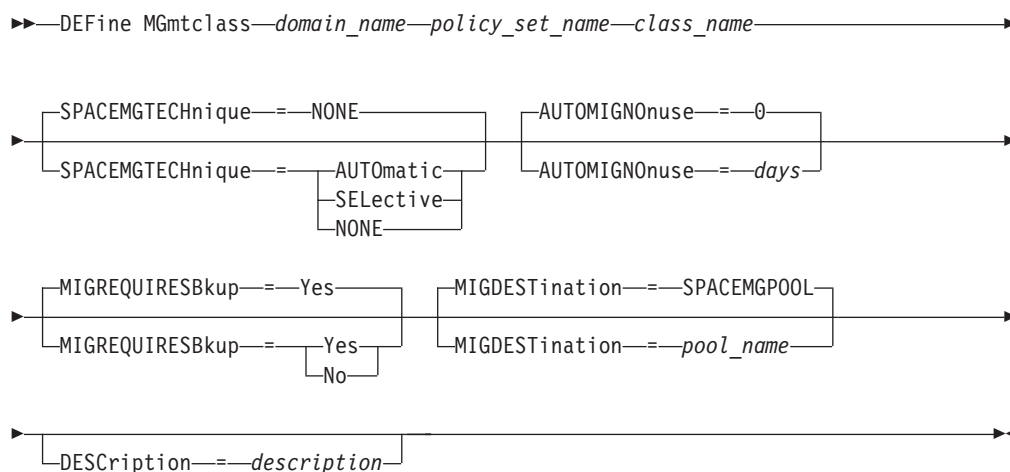 DEFine MGmtclass domain_name policy_set_name class_name
SPACEMGTECHnique = NONE AUTOMIGNOnuse = 0
SPACEMGTECHnique = AUTOmatic AUTOMIGNOnuse = days
SELective
NONE
MIGREQUIRESBkup = Yes MIGDESTination = SPACEMGPOOL
MIGREQUIRESBkup = Yes MIGDESTination = pool_name
No
DESCription = description